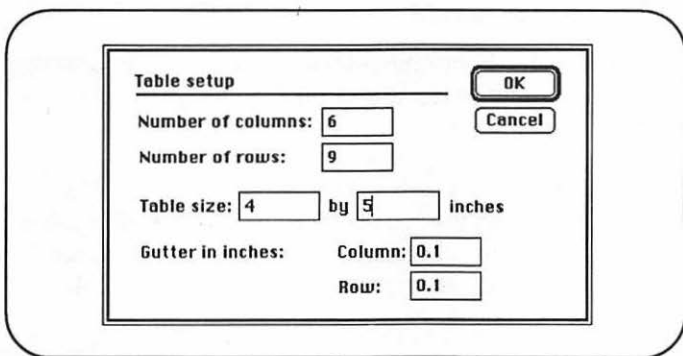 Table setup
OK
Number of columns: 6
Cancel
Number of rows: 9
Table size: 4 by 5 inches
Gutter in inches: Column: 0.1
Row: 0.1